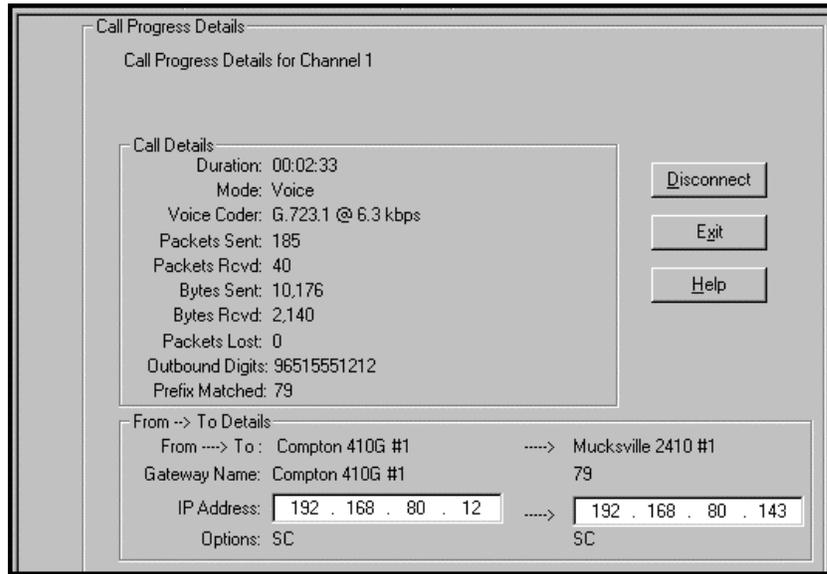 Call Progress Details
Call Progress Details for Channel 1
Call Details
Duration: 00:02:33
Mode: Voice
Voice Coder: G.723.1 @ 6.3 kbps
Packets Sent: 185
Packets Rcvd: 40
Bytes Sent: 10,176
Bytes Rcvd: 2,140
Packets Lost: 0
Outbound Digits: 96515551212
Prefix Matched: 79
Disconnect
Exit
Help
From --> To Details
From ----> To : Compton 410G #1 -----> Mucksville 2410 #1
Gateway Name: Compton 410G #1 79
IP Address: 192 . 168 . 80 . 12 -----> 192 . 168 . 80 . 143
Options: SC SC